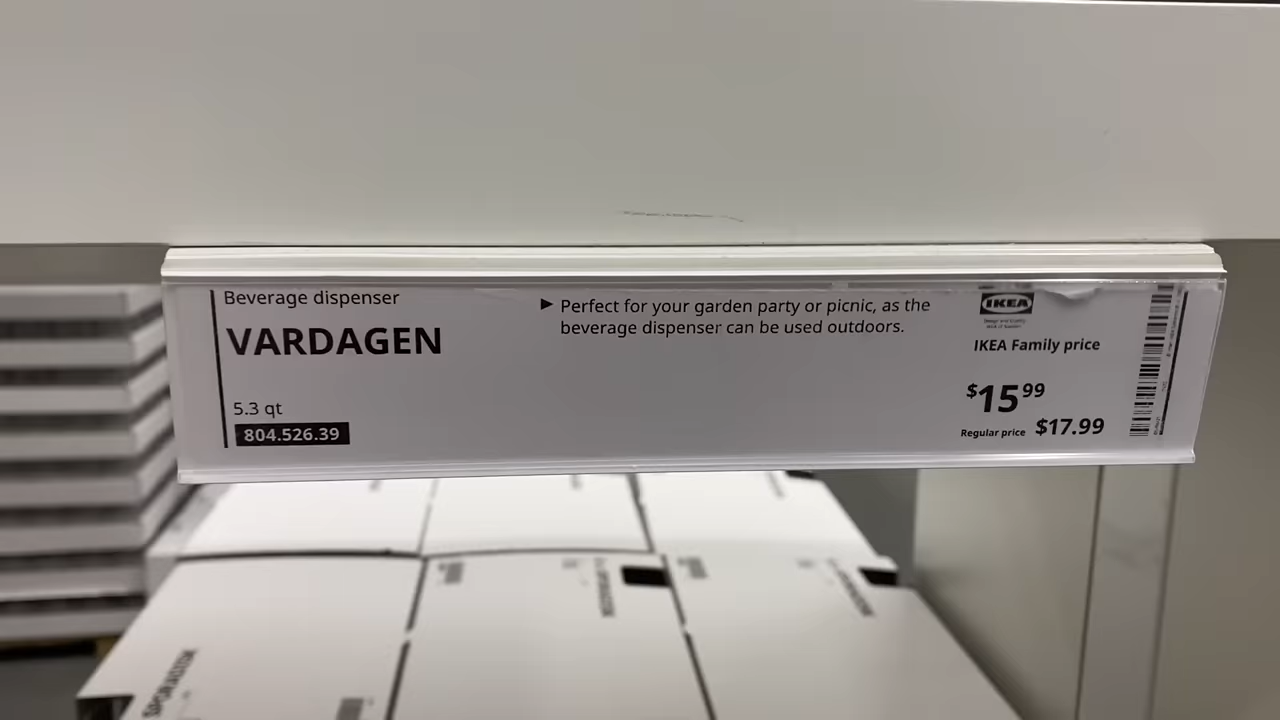 Beverage dispenser
VARDAGEN
5.3 qt
804.526.39
► Perfect for your garden party or picnic, as the
beverage dispenser can be used outdoors.
IKEA
IKEA Family price
$15.99
Regular price $17.99